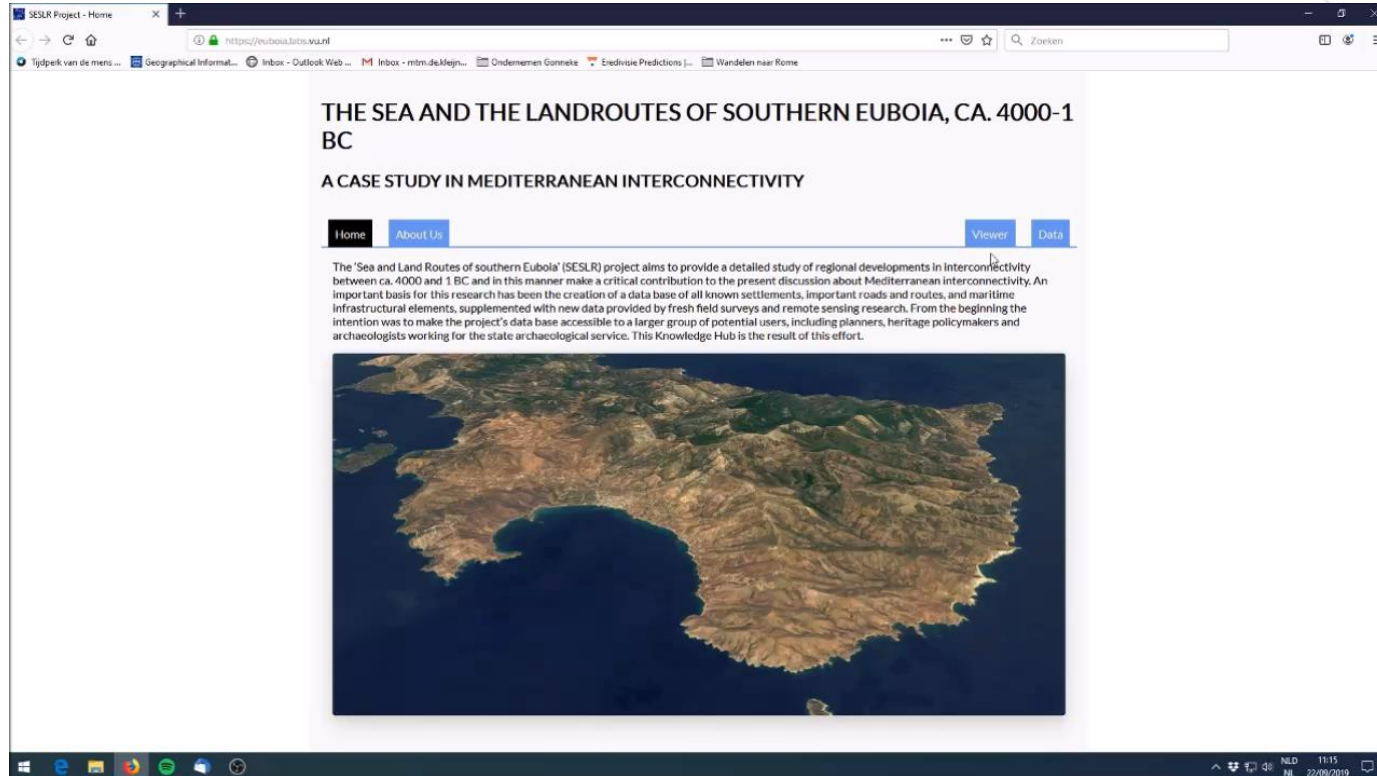 SESLR Project - Home
https://euboia.labs.vu.nl
Zoeken
Tijdperk van de mens ...
Geographical Informat...
Inbox - Outlook Web ...
Inbox - mtm.de.kleijn...
Ondernemen Gonneke
Eredivisie Predictions |...
Wandelen naar Rome
THE SEA AND THE LANDROUTES OF SOUTHERN EUBOIA, CA. 4000-1
BC
A CASE STUDY IN MEDITERRANEAN INTERCONNECTIVITY
Home
About Us
Viewer
Data
The 'Sea and Land Routes of southern Euboia' (SESLR) project aims to provide a detailed study of regional developments in interconnectivity
between ca. 4000 and 1 BC and in this manner make a critical contribution to the present discussion about Mediterranean interconnectivity. An
important basis for this research has been the creation of a data base of all known settlements, important roads and routes, and maritime
infrastructural elements, supplemented with new data provided by fresh field surveys and remote sensing research. From the beginning the
intention was to make the project's data base accessible to a larger group of potential users, including planners, heritage policymakers and
archaeologists working for the state archaeological service. This Knowledge Hub is the result of this effort.
NLD
NL
11:15
22/09/2019